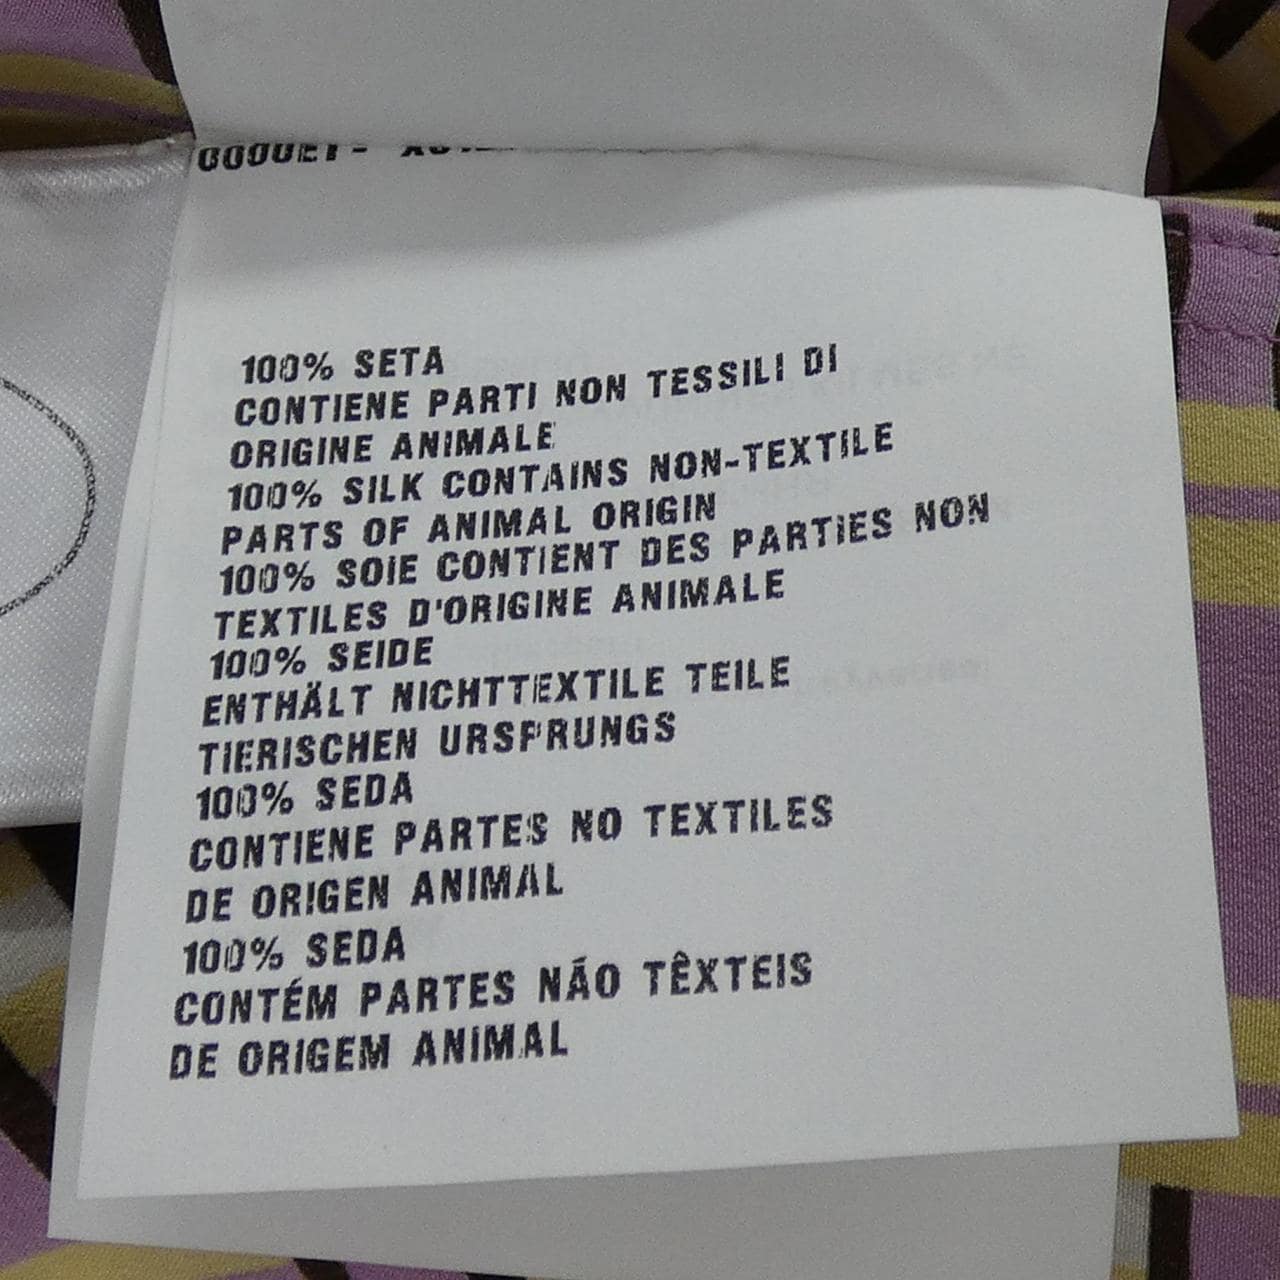 100% SETA
CONTIENE PARTI NON TESSILI DI
ORIGINE ANIMALE
100% SILK CONTAINS NON-TEXTILE
PARTS OF ANIMAL ORIGIN
100% SOIE CONTIENT DES PARTIES NON
TEXTILES D'ORIGINE ANIMALE
100% SEIDE
ENTHÄLT NICHTTEXTILE TEILE
TIERISCHEN URSPRUNGS
100% SEDA
CONTIENE PARTES NO TEXTILES
DE ORIGEN ANIMAL
100% SEDA
CONTÉM PARTES NÃO TÊXTEIS
DE ORIGEM ANIMAL